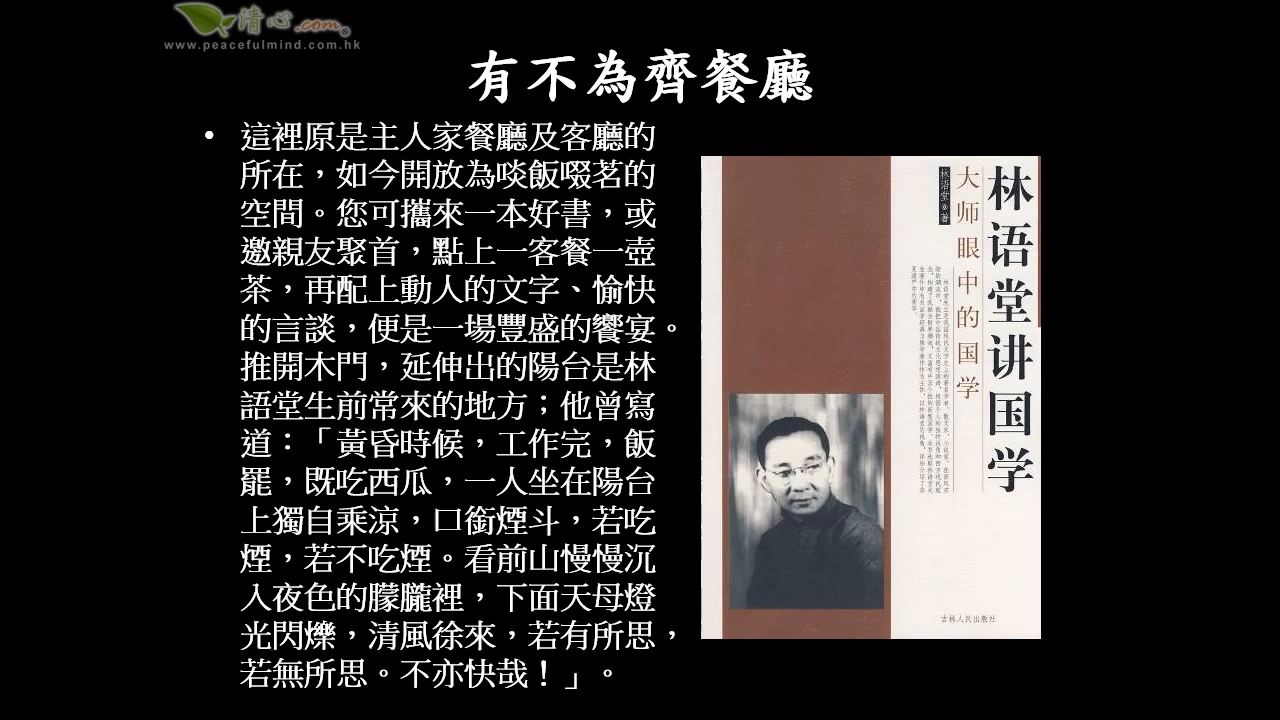 清心.com
www.peacefulmind.com.hk
有不為齊餐廳
• 這裡原是主人家餐廳及客廳的
所在，如今開放為啖飯啜茗的
空間。您可攜來一本好書，或
邀親友聚首，點上一客餐一壺
茶，再配上動人的文字、愉快
的言談，便是一場豐盛的饗宴。
推開木門，延伸出的陽台是林
語堂生前常來的地方；他曾寫
道：「黃昏時候，工作完，飯
罷，既吃西瓜，一人坐在陽台
上獨自乘涼，口銜煙斗，若吃
煙，若不吃煙。看前山慢慢沉
入夜色的朦朧裡，下面天母燈
光閃爍，清風徐來，若有所思，
若無所思。不亦快哉！」。
林语堂讲国学
大师眼中的国学
林语堂◎著
吉林人民出版社